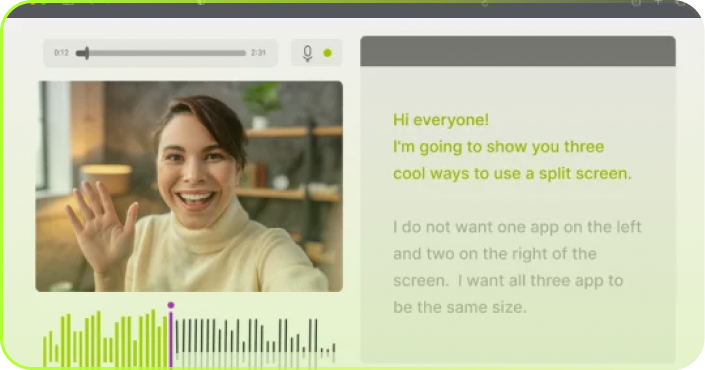 0:12
2:31
Hi everyone!
I'm going to show you three
cool ways to use a split screen.
I do not want one app on the left
and two on the right of the
screen. I want all three app to
be the same size.